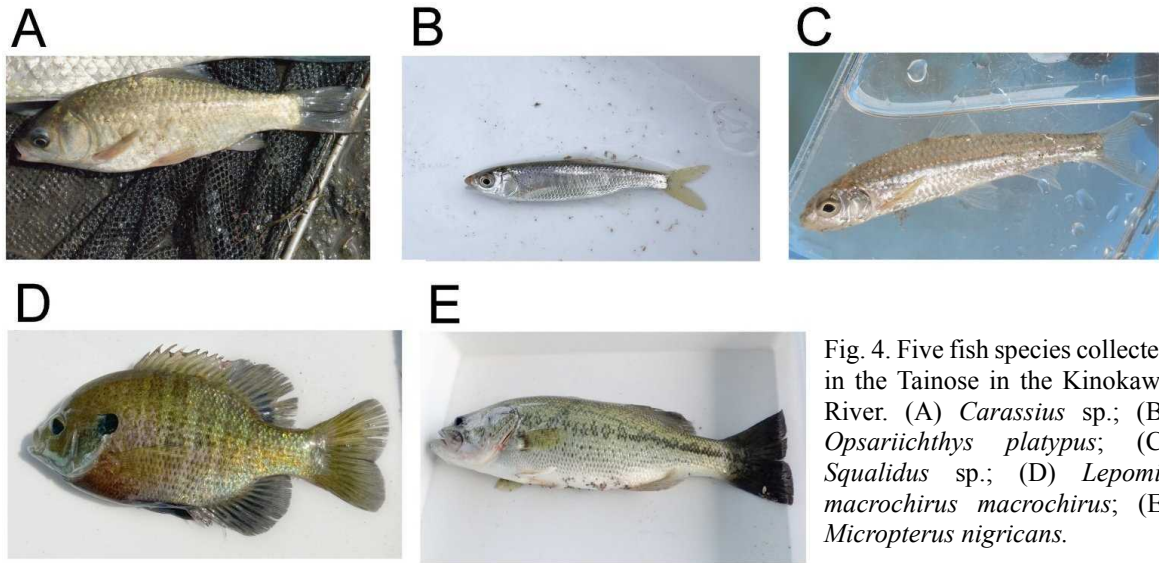 A
B
C
D
E
Fig. 4. Five fish species collecte
in the Tainose in the Kinokaw
River. (A) Carassius sp.; (B
Opsariichthys platypus; (C
Squalidus sp.; (D) Lepomi
macrochirus macrochirus; (E
Micropterus nigricans.